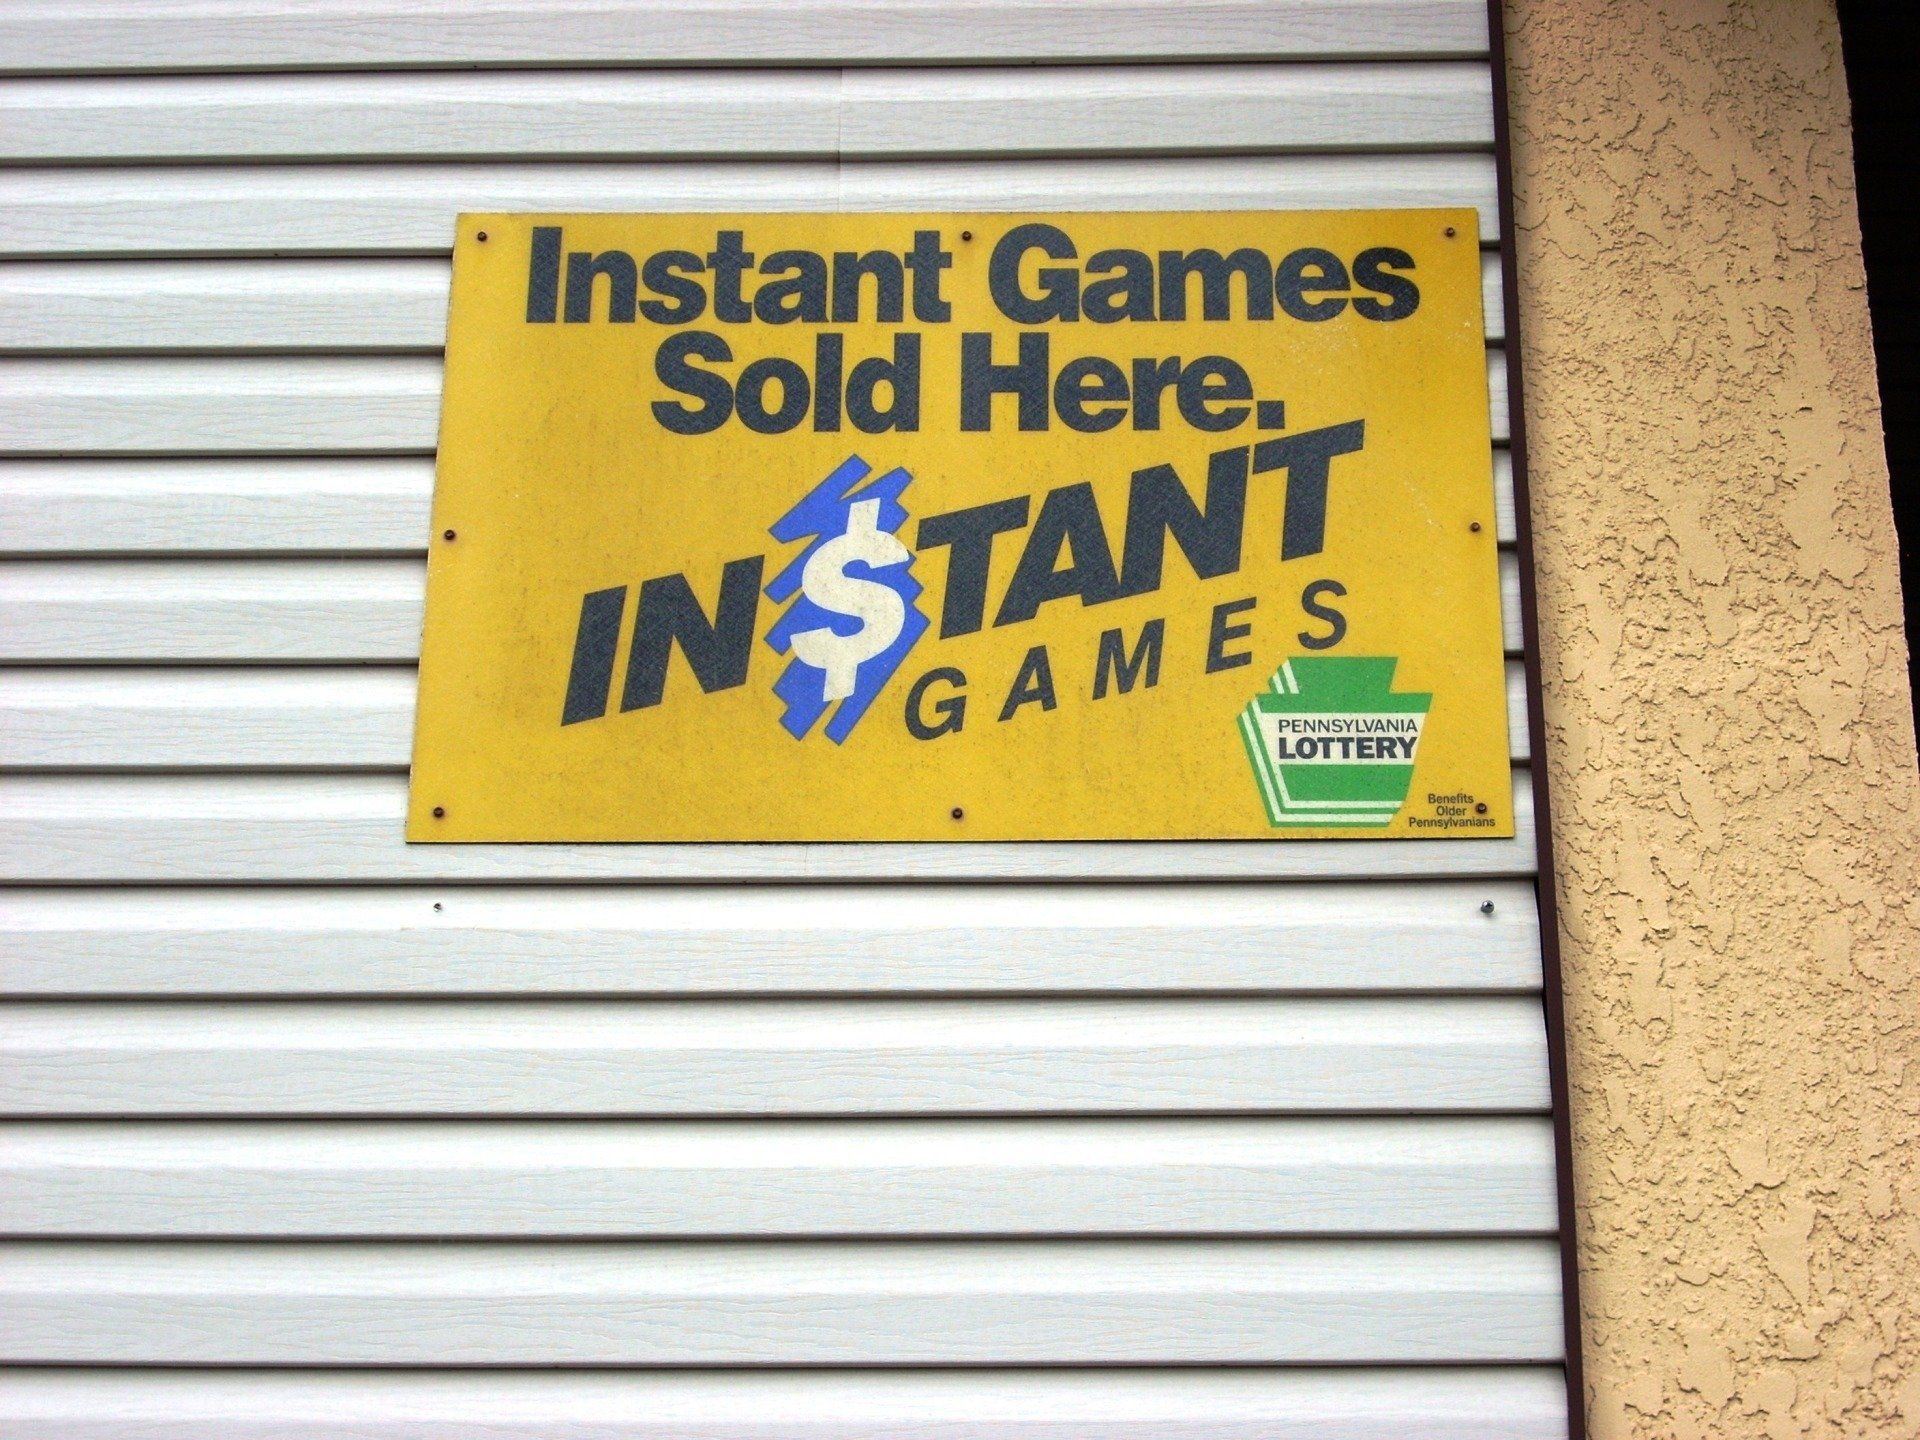 Instant Games
Sold Here.
IN$TANT
GAMES
PENNSYLVANIA
LOTTERY
Benefits
Older
Pennsylvanians